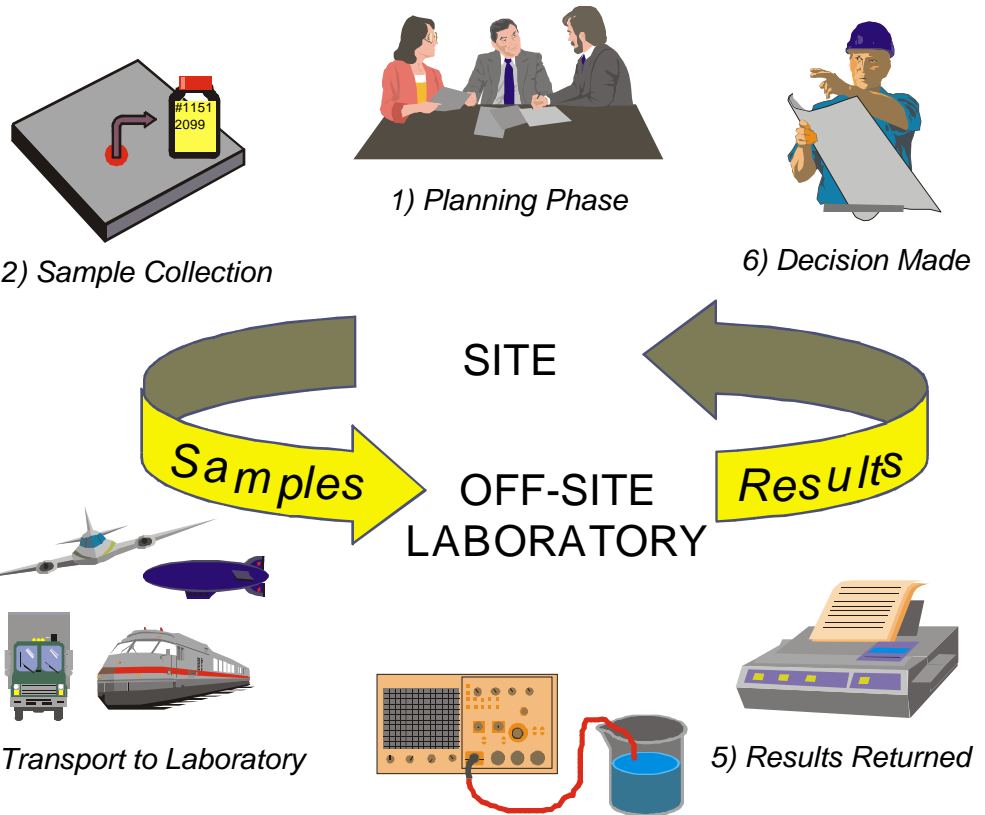 #1151
2099
1) Planning Phase
2) Sample Collection
6) Decision Made
SITE
Samples
OFF-SITE
LABORATORY
Results
Transport to Laboratory
5) Results Returned